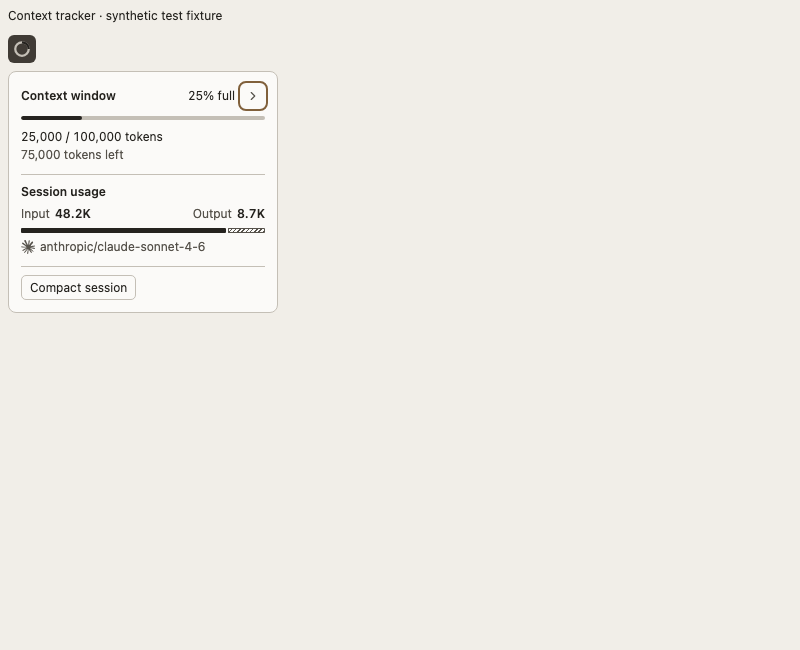 Context tracker · synthetic test fixture
Context window 25% full
25,000 / 100,000 tokens
75,000 tokens left
Session usage
Input 48.2K Output 8.7K
anthropic/claude-sonnet-4-6
Compact session